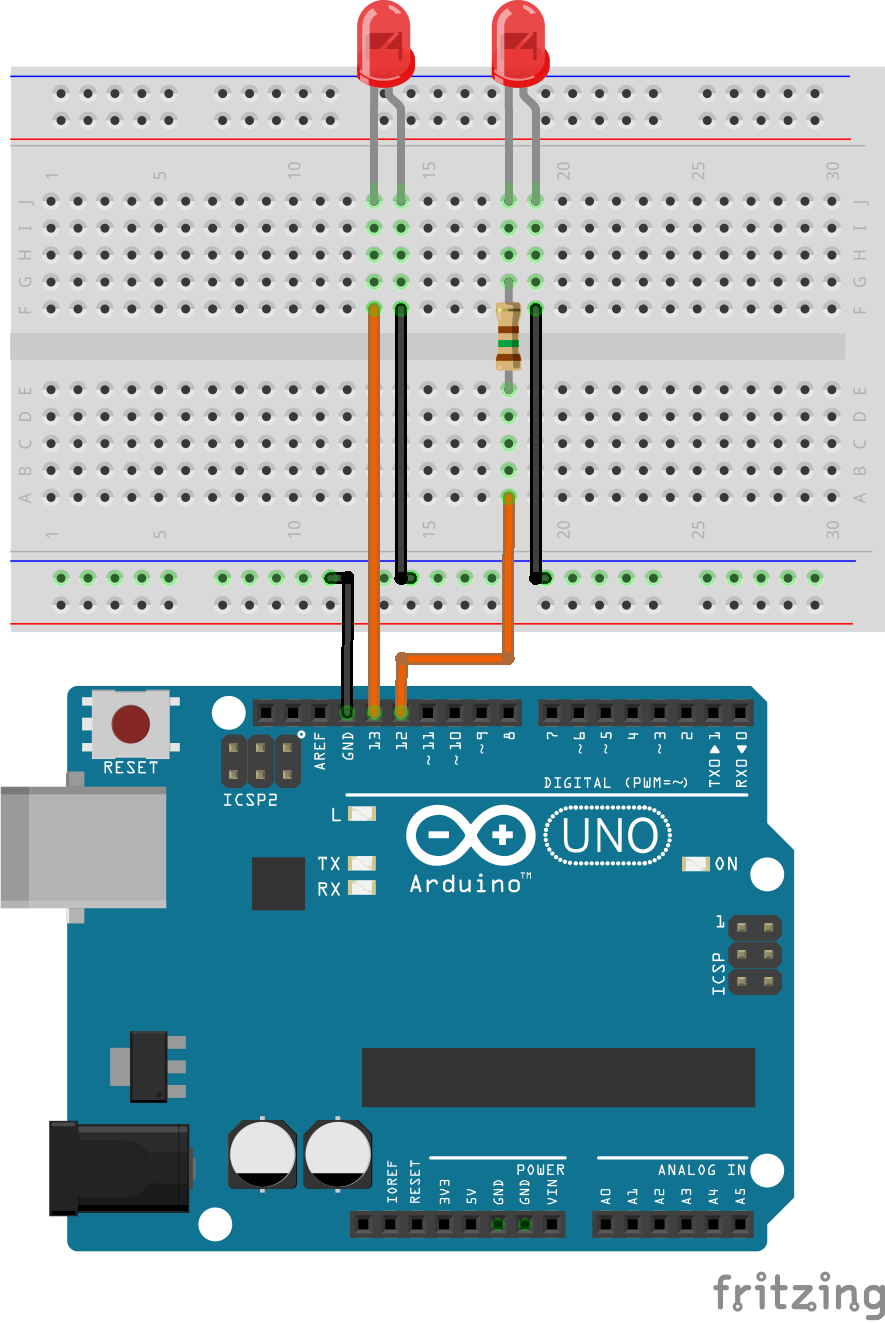 1 5 10 15 20 25 30
J J
I I
H H
G G
F F
E E
D D
C C
B B
A A
1 5 10 15 20 25 30
RESET
ICSP2
AREF GND 13 12 ~11 ~10 ~9 8 7 ~6 ~5 4 ~3 2 TX0▶1 RX0◀0
DIGITAL (PWM=~)
L
TX
RX
Arduino™
UNO
ON
1
ICSP
POWER
ANALOG IN
IOREF RESET 3V3 5V GND GND VIN A0 A1 A2 A3 A4 A5
fritzing